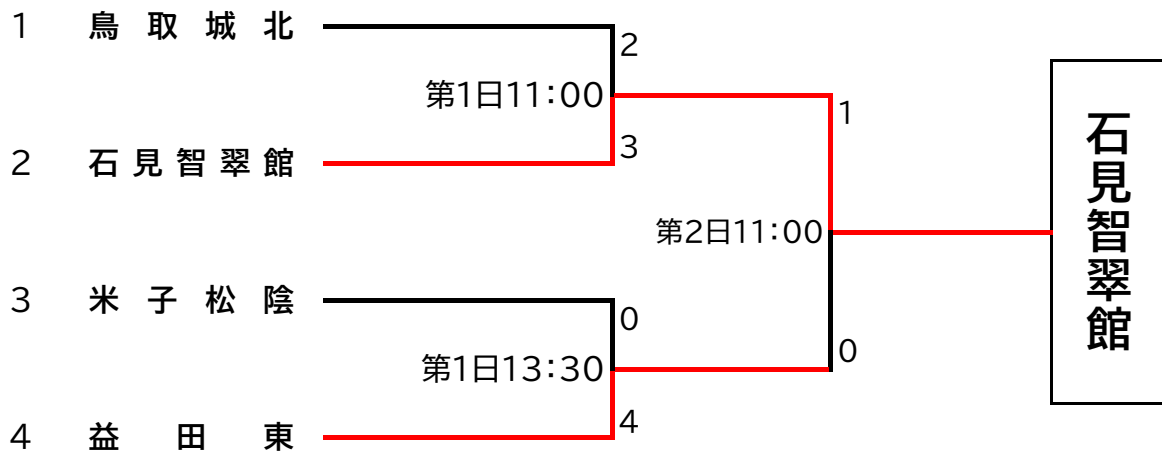 1 鳥取城北
2
第1日11:00
3
2 石見智翠館
1
第2日11:00
石見智翠館
3 米子松陰
0
第1日13:30
0
4
4 益田東